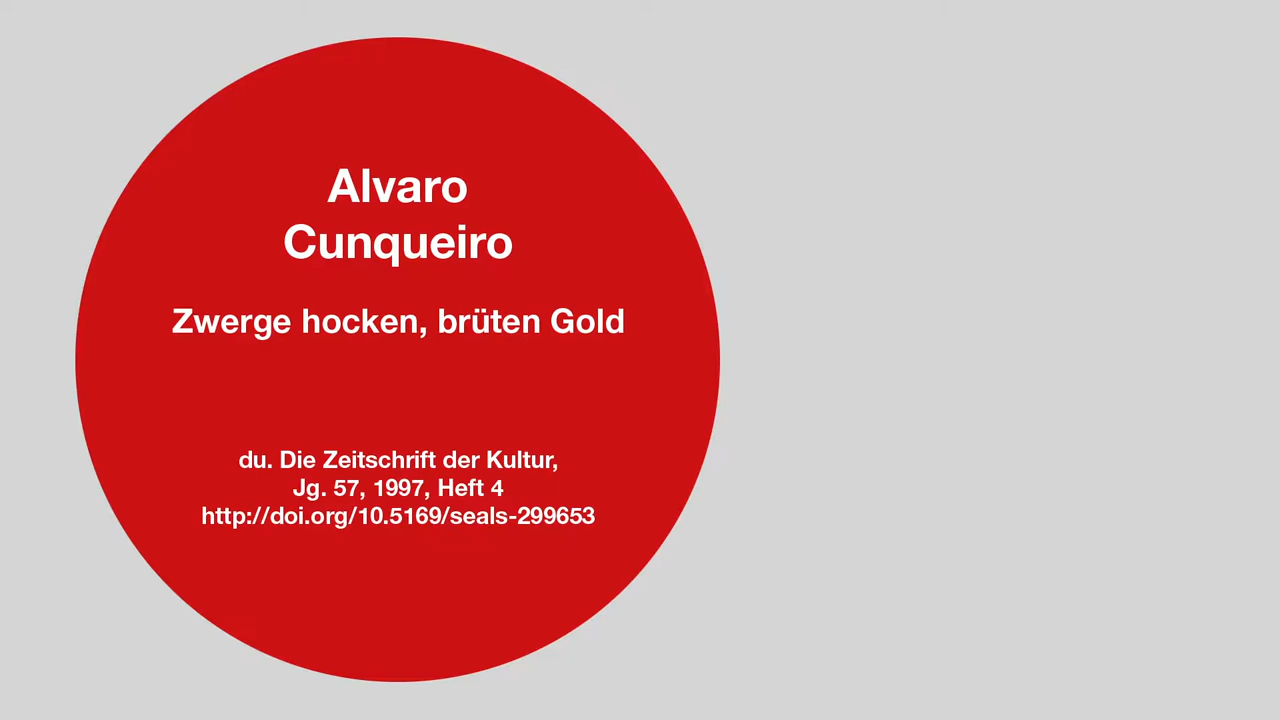 Alvaro
Cunqueiro
Zwerge hocken, brüten Gold
du. Die Zeitschrift der Kultur,
Jg. 57, 1997, Heft 4
http://doi.org/10.5169/seals-299653